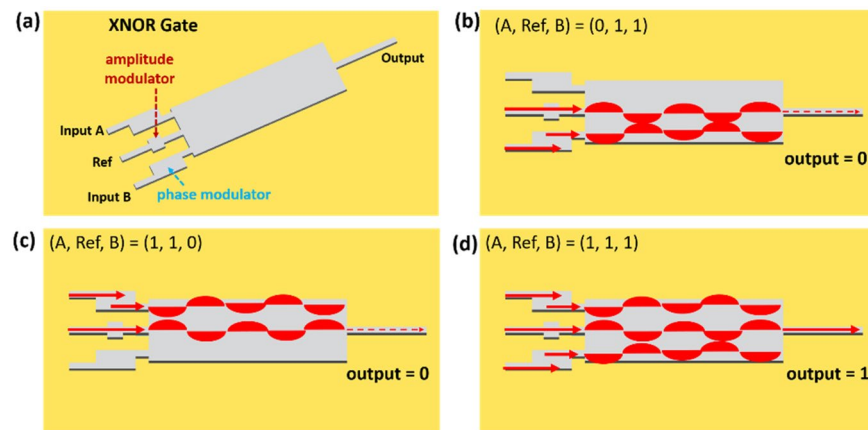 (a)
XNOR Gate
amplitude
modulator
Output
Input A
Ref
Input B
phase modulator
(b)
(A, Ref, B) = (0, 1, 1)
output = 0
(c)
(A, Ref, B) = (1, 1, 0)
output = 0
(d)
(A, Ref, B) = (1, 1, 1)
output = 1